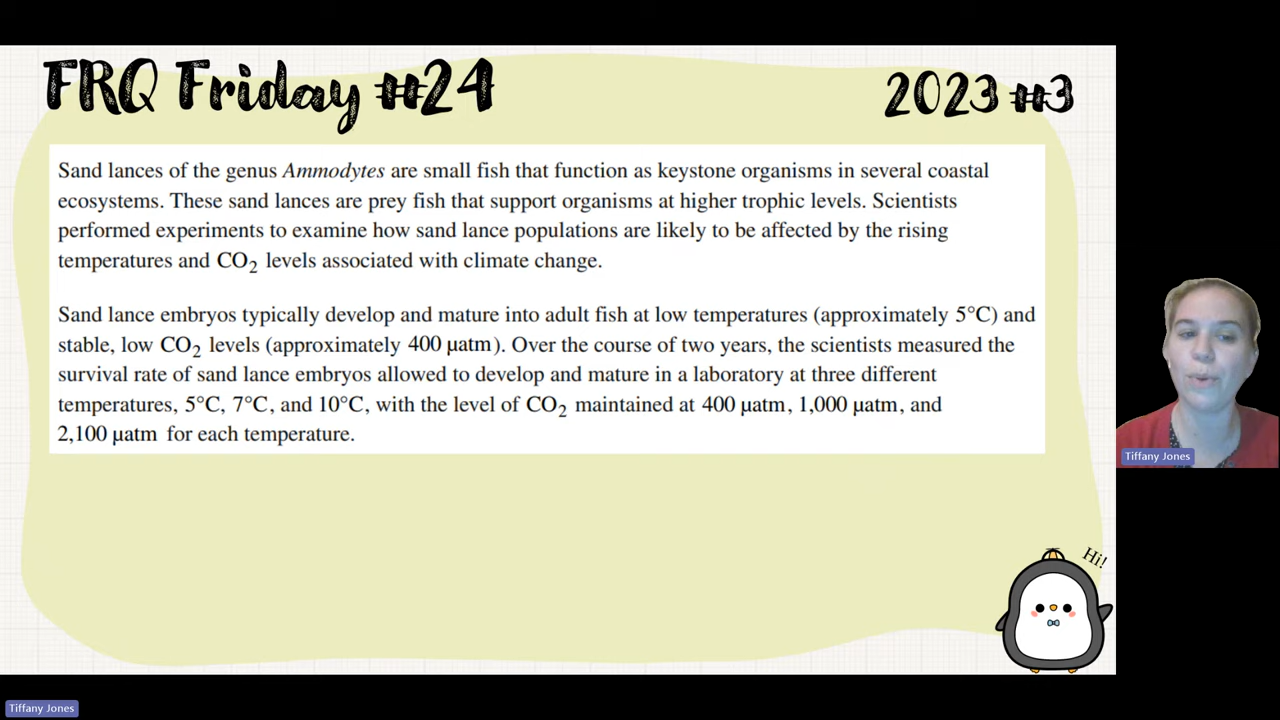 FRQ Friday #24
2023 #3
Sand lances of the genus Ammodytes are small fish that function as keystone organisms in several coastal
ecosystems. These sand lances are prey fish that support organisms at higher trophic levels. Scientists
performed experiments to examine how sand lance populations are likely to be affected by the rising
temperatures and CO₂ levels associated with climate change.
Sand lance embryos typically develop and mature into adult fish at low temperatures (approximately 5°C) and
stable, low CO₂ levels (approximately 400 µatm). Over the course of two years, the scientists measured the
survival rate of sand lance embryos allowed to develop and mature in a laboratory at three different
temperatures, 5°C, 7°C, and 10°C, with the level of CO₂ maintained at 400 µatm, 1,000 µatm, and
2,100 µatm for each temperature.
Tiffany Jones
Hi!
Tiffany Jones